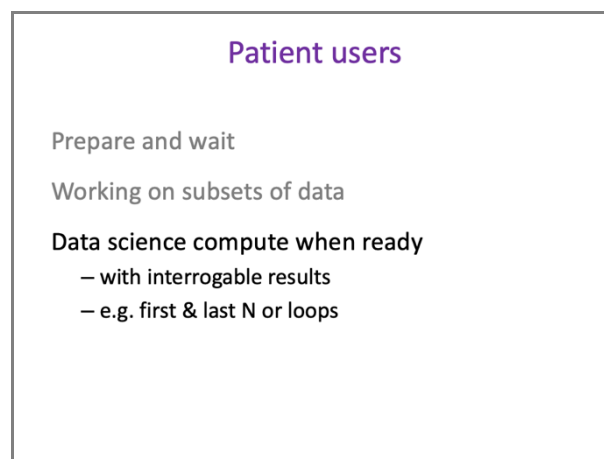 Patient users
Prepare and wait
Working on subsets of data
Data science compute when ready
– with interrogable results
– e.g. first & last N or loops